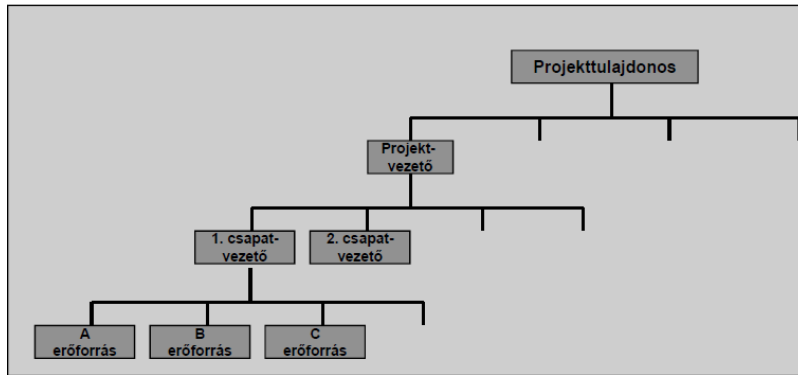 Projekttulajdonos
Projekt-
vezető
1. csapat-
vezető
2. csapat-
vezető
A
erőforrás
B
erőforrás
C
erőforrás